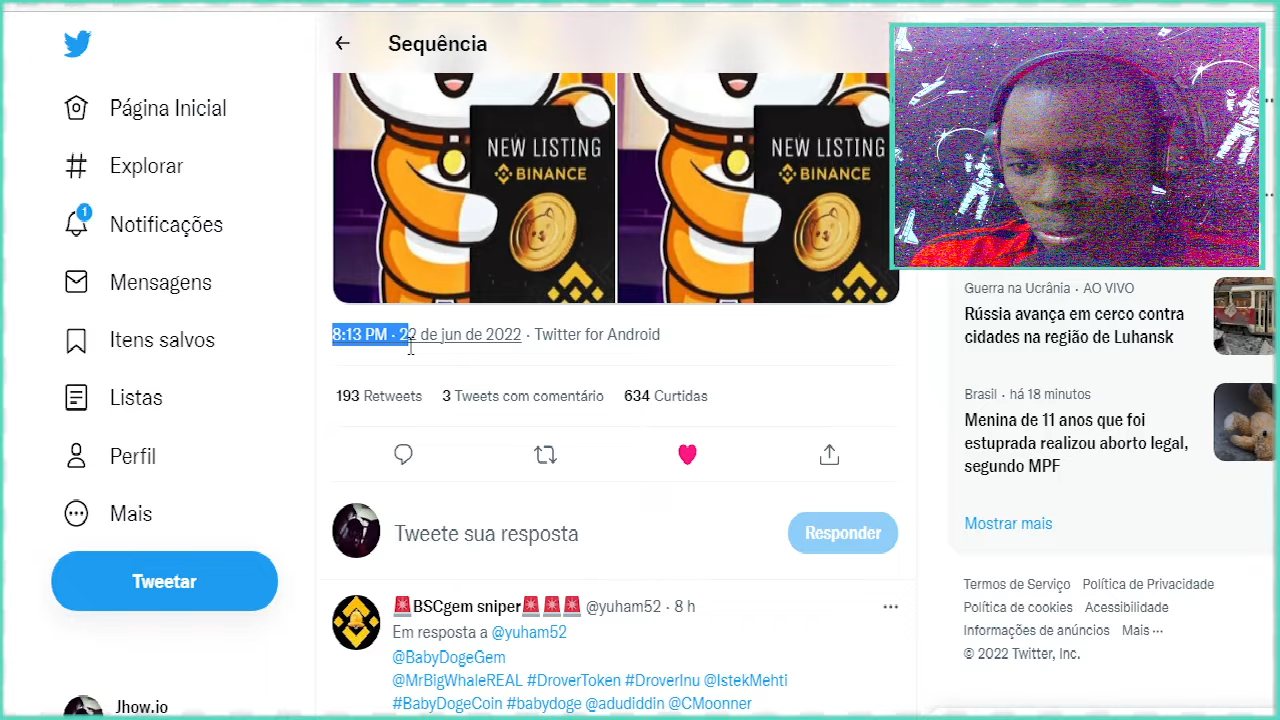 Sequência
Página Inicial
Explorar
1
Notificações
Mensagens
Itens salvos
Listas
Perfil
Mais
Tweetar
Jhow.io
NEW LISTING
BINANCE
NEW LISTING
BINANCE
8:13 PM · 22 de jun de 2022 · Twitter for Android
193 Retweets 3 Tweets com comentário 634 Curtidas
Tweete sua resposta
Responder
🚨BSCgem sniper🚨🚨🚨 @yuham52 · 8 h
Em resposta a @yuham52
@BabyDogeGem
@MrBigWhaleREAL #DroverToken #DroverInu @IstekMehti
#BabyDogeCoin #babydoge @adudiddin @CMoonner
Guerra na Ucrânia · AO VIVO
Rússia avança em cerco contra
cidades na região de Luhansk
Brasil · há 18 minutos
Menina de 11 anos que foi
estuprada realizou aborto legal,
segundo MPF
Mostrar mais
Termos de Serviço Política de Privacidade
Política de cookies Acessibilidade
Informações de anúncios Mais ···
© 2022 Twitter, Inc.